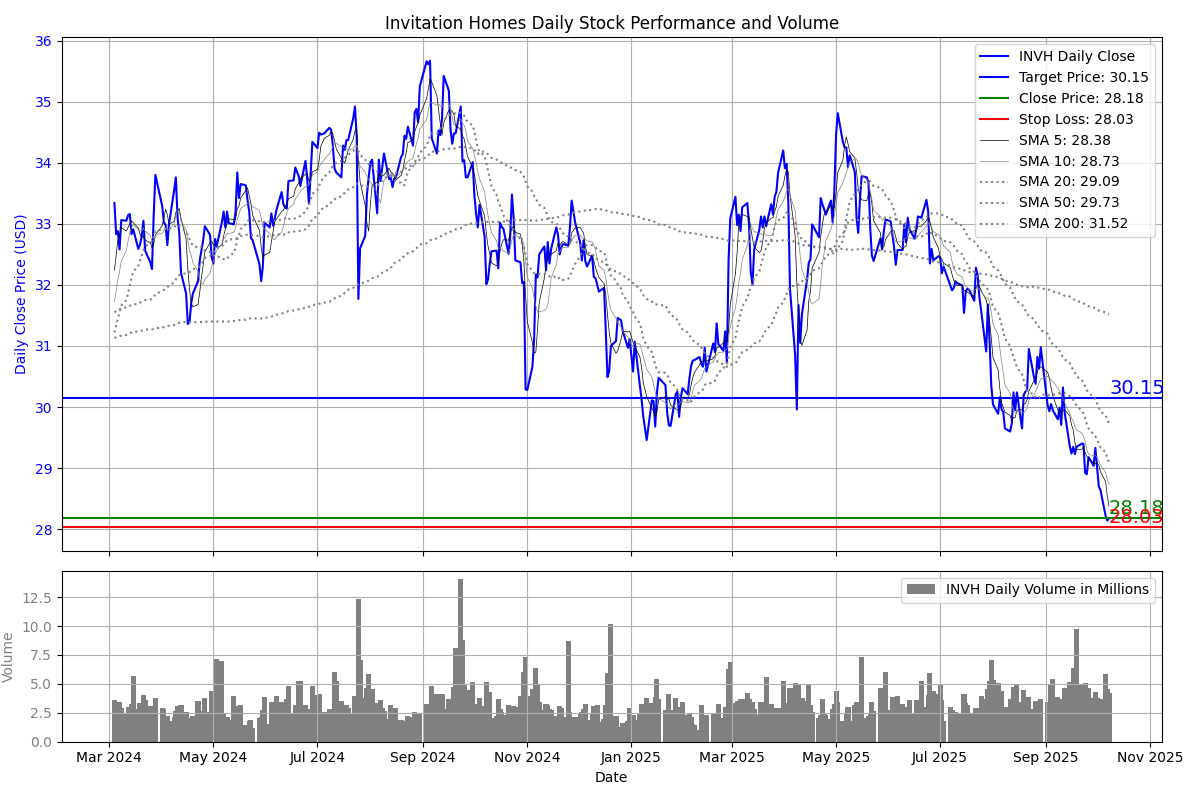 Invitation Homes Daily Stock Performance and Volume
Daily Close Price (USD)
36
35
34
33
32
31
30
29
28
INVH Daily Close
Target Price: 30.15
Close Price: 28.18
Stop Loss: 28.03
SMA 5: 28.38
SMA 10: 28.73
SMA 20: 29.09
SMA 50: 29.73
SMA 200: 31.52
30.15
28.18
28.03
Volume
12.5
10.0
7.5
5.0
2.5
0.0
INVH Daily Volume in Millions
Mar 2024 May 2024 Jul 2024 Sep 2024 Nov 2024 Jan 2025 Mar 2025 May 2025 Jul 2025 Sep 2025 Nov 2025
Date